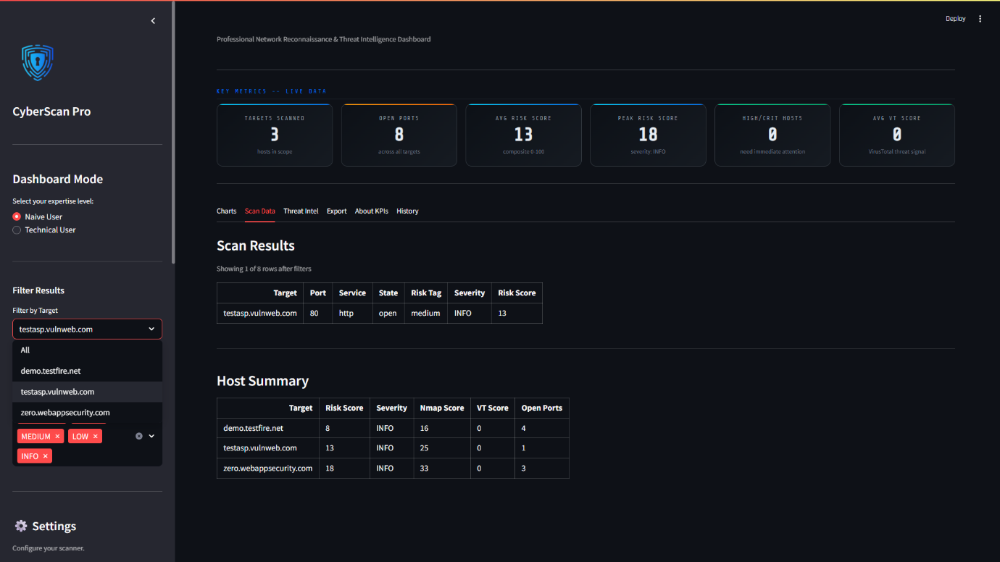 Deploy
CyberScan Pro
Dashboard Mode
Select your expertise level:
Naive User
Technical User
Filter Results
Filter by Target
testasp.vulnweb.com
All
demo.testfire.net
testasp.vulnweb.com
zero.webappsecurity.com
MEDIUM × LOW ×
INFO ×
Settings
Configure your scanner.
Professional Network Reconnaissance & Threat Intelligence Dashboard
KEY METRICS -- LIVE DATA
TARGETS SCANNED
3
hosts in scope
OPEN PORTS
8
across all targets
AVG RISK SCORE
13
composite 0-100
PEAK RISK SCORE
18
severity: INFO
HIGH/CRIT HOSTS
0
need immediate attention
AVG VT SCORE
0
VirusTotal threat signal
Charts Scan Data Threat Intel Export About KPIs History
Scan Results
Showing 1 of 8 rows after filters
Target Port Service State Risk Tag Severity Risk Score
testasp.vulnweb.com 80 http open medium INFO 13
Host Summary
Target Risk Score Severity Nmap Score VT Score Open Ports
demo.testfire.net 8 INFO 16 0 4
testasp.vulnweb.com 13 INFO 25 0 1
zero.webappsecurity.com 18 INFO 33 0 3